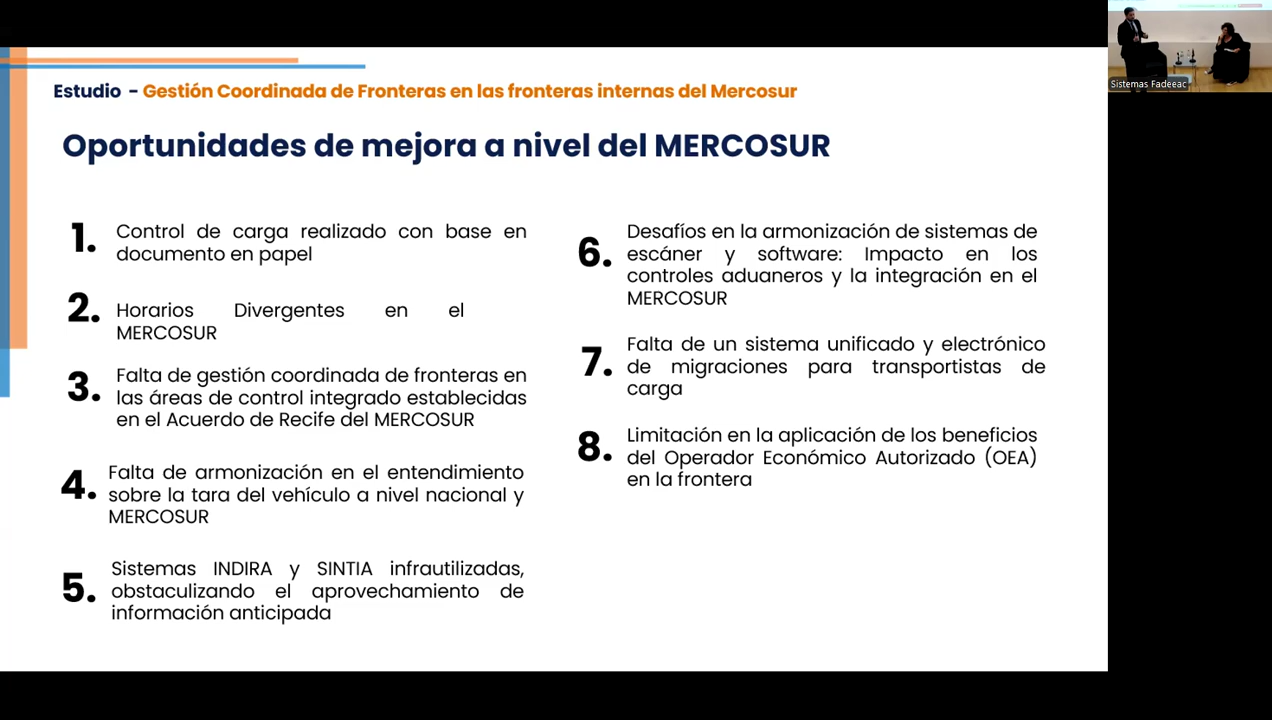 Estudio - Gestión Coordinada de Fronteras en las fronteras internas del Mercosur
Oportunidades de mejora a nivel del MERCOSUR
1.
Control de carga realizado con base en
documento en papel
2.
Horarios Divergentes en el
MERCOSUR
3.
Falta de gestión coordinada de fronteras en
las áreas de control integrado establecidas
en el Acuerdo de Recife del MERCOSUR
4.
Falta de armonización en el entendimiento
sobre la tara del vehículo a nivel nacional y
MERCOSUR
5.
Sistemas INDIRA y SINTIA infrautilizadas,
obstaculizando el aprovechamiento de
información anticipada
6.
Desafíos en la armonización de sistemas de
escáner y software: Impacto en los
controles aduaneros y la integración en el
MERCOSUR
7.
Falta de un sistema unificado y electrónico
de migraciones para transportistas de
carga
8.
Limitación en la aplicación de los beneficios
del Operador Económico Autorizado (OEA)
en la frontera
Sistemas Fadeeac